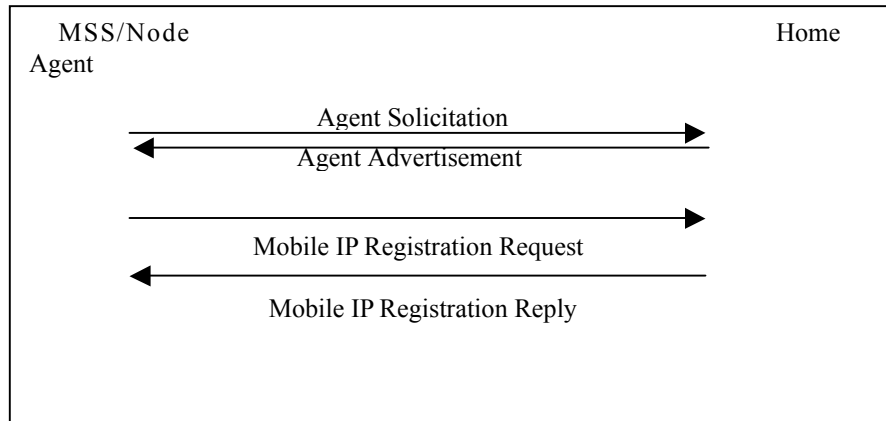 MSS/Node Home
Agent
Agent Solicitation
Agent Advertisement
Mobile IP Registration Request
Mobile IP Registration Reply